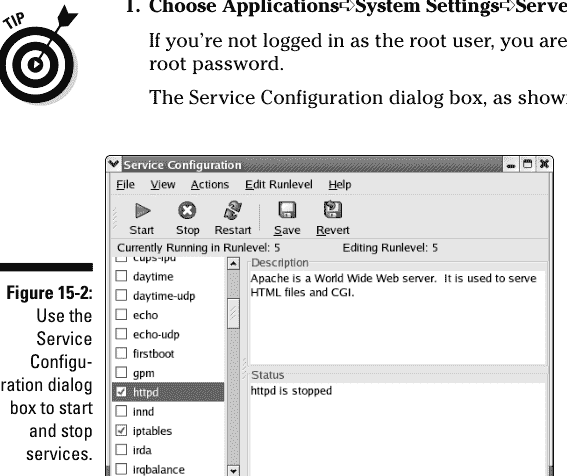 TIP
1. Choose Applications➪System Settings➪Serve
If you're not logged in as the root user, you are
root password.
The Service Configuration dialog box, as shown
Service Configuration
File View Actions Edit Runlevel Help
Start Stop Restart Save Revert
Currently Running in Runlevel: 5 Editing Runlevel: 5
cups-lpd
daytime
daytime-udp
echo
echo-udp
firstboot
gpm
httpd
innd
iptables
irda
irqbalance
Description
Apache is a World Wide Web server. It is used to serve
HTML files and CGI.
Status
httpd is stopped
Figure 15-2:
Use the
Service
Configu-
ration dialog
box to start
and stop
services.